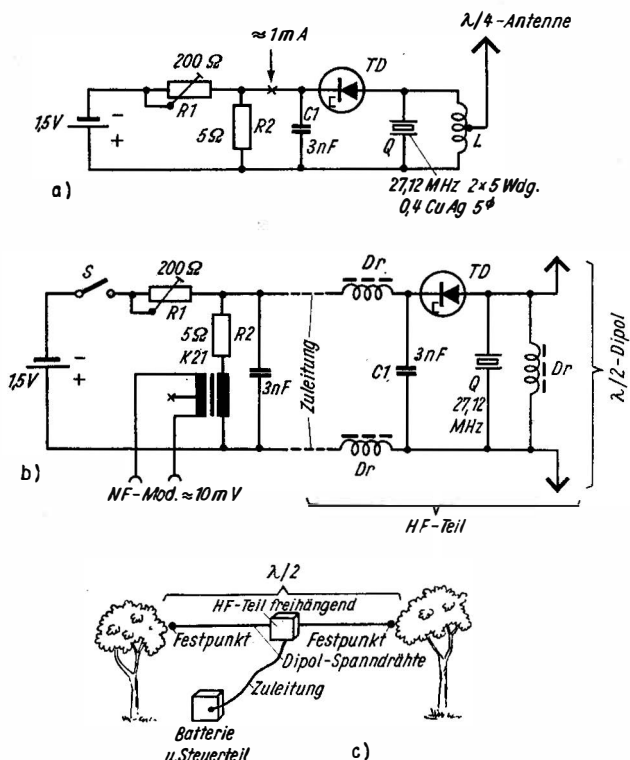 λ/4-Antenne
≈ 1mA
200 Ω
TD
R1
C1
1,5V
−
+
5Ω
R2
3nF
Q
L
27,12 MHz 2×5 Wdg.
0,4 CuAg 5⌀
a)
Dr
TD
S
200 Ω
R1
5Ω
R2
K21
3nF
Zuleitung
3nF
C1
Q
27,12
MHz
Dr
λ/2-Dipol
1,5V
−
+
Dr
b)
NF-Mod. ≈ 10mV
HF-Teil
λ/2
HF-Teil freihängend
Festpunkt
Festpunkt
Dipol-Spanndrähte
Zuleitung
Batterie
u.Steuerteil
c)